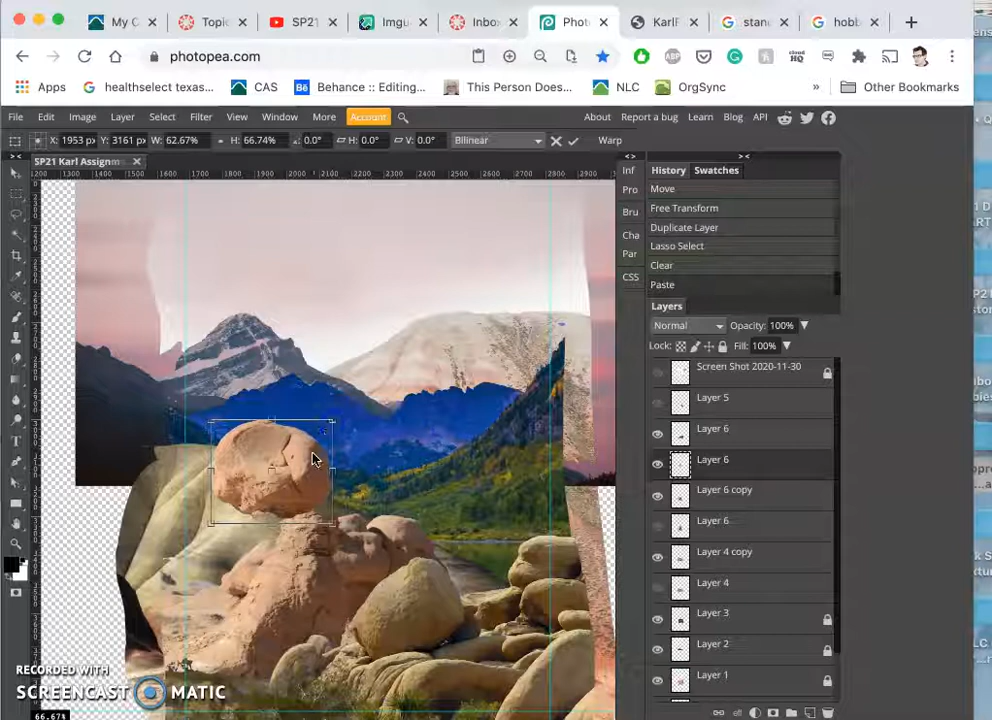 My C
Topic
SP21
Imgu
Inbox
Photo
KarlF
stan
hobb
photopea.com
Apps
healthselect texas...
CAS
Behance :: Editing...
This Person Does...
NLC
OrgSync
»
Other Bookmarks
File Edit Image Layer Select Filter View Window More Account
About Report a bug Learn Blog API
X: 1953 px Y: 3161 px W: 62.67% H: 66.74% 0.0° H: 0.0° V: 0.0° Bilinear Warp
SP21 Karl Assignm
1200 1300 1400 1500 1600 1700 1800 1900 2000 2100 2200 2300 2400 2500 2600 2700 2800 2900
Inf
Pro
Bru
Cha
Par
CSS
History Swatches
Move
Free Transform
Duplicate Layer
Lasso Select
Clear
Paste
Layers
Normal Opacity: 100%
Lock: Fill: 100%
Screen Shot 2020-11-30
Layer 5
Layer 6
Layer 6
Layer 6 copy
Layer 6
Layer 4 copy
Layer 4
Layer 3
Layer 2
Layer 1
RECORDED WITH
SCREENCAST MATIC
66.67%